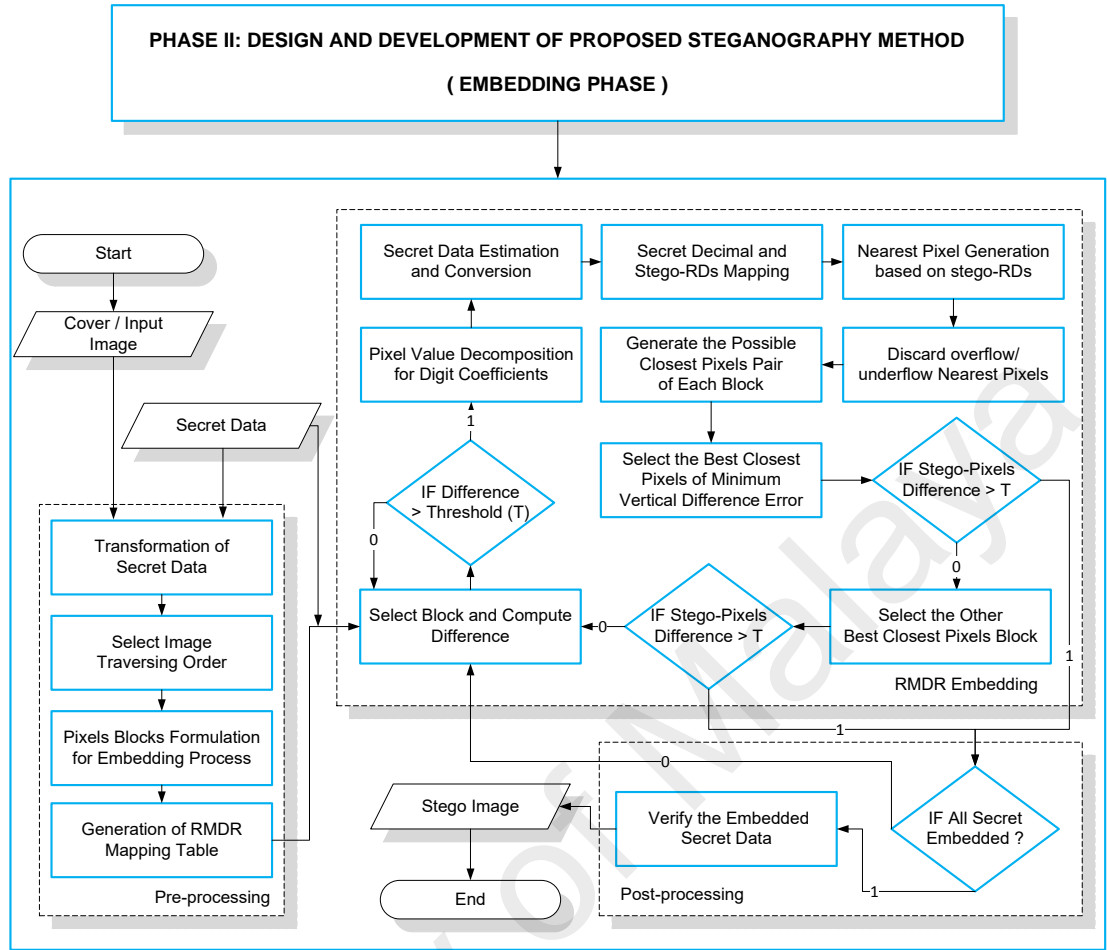 PHASE II: DESIGN AND DEVELOPMENT OF PROPOSED STEGANOGRAPHY METHOD
( EMBEDDING PHASE )
Start
Cover / Input
Image
Secret Data
Transformation of
Secret Data
Select Image
Traversing Order
Pixels Blocks Formulation
for Embedding Process
Generation of RMDR
Mapping Table
Pre-processing
Secret Data Estimation
and Conversion
Secret Decimal and
Stego-RDs Mapping
Nearest Pixel Generation
based on stego-RDs
Pixel Value Decomposition
for Digit Coefficients
Generate the Possible
Closest Pixels Pair
of Each Block
Discard overflow/
underflow Nearest Pixels
1
IF Difference
> Threshold (T)
0
Select the Best Closest
Pixels of Minimum
Vertical Difference Error
IF Stego-Pixels
Difference > T
0
1
Select Block and Compute
Difference
0
IF Stego-Pixels
Difference > T
Select the Other
Best Closest Pixels Block
RMDR Embedding
1
0
Stego Image
Verify the Embedded
Secret Data
IF All Secret
Embedded ?
1
End
Post-processing
of Malaya